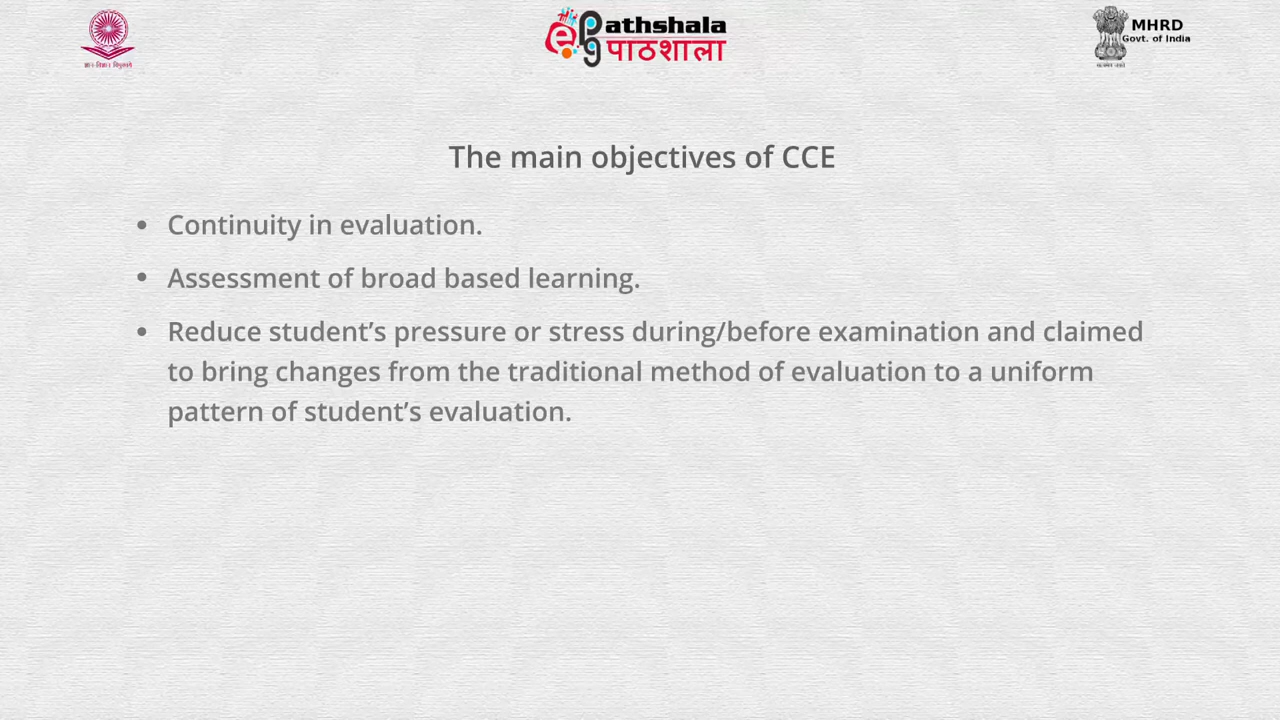 ePathshala
पाठशाला
MHRD
Govt. of India
The main objectives of CCE
• Continuity in evaluation.
• Assessment of broad based learning.
• Reduce student’s pressure or stress during/before examination and claimed
to bring changes from the traditional method of evaluation to a uniform
pattern of student’s evaluation.